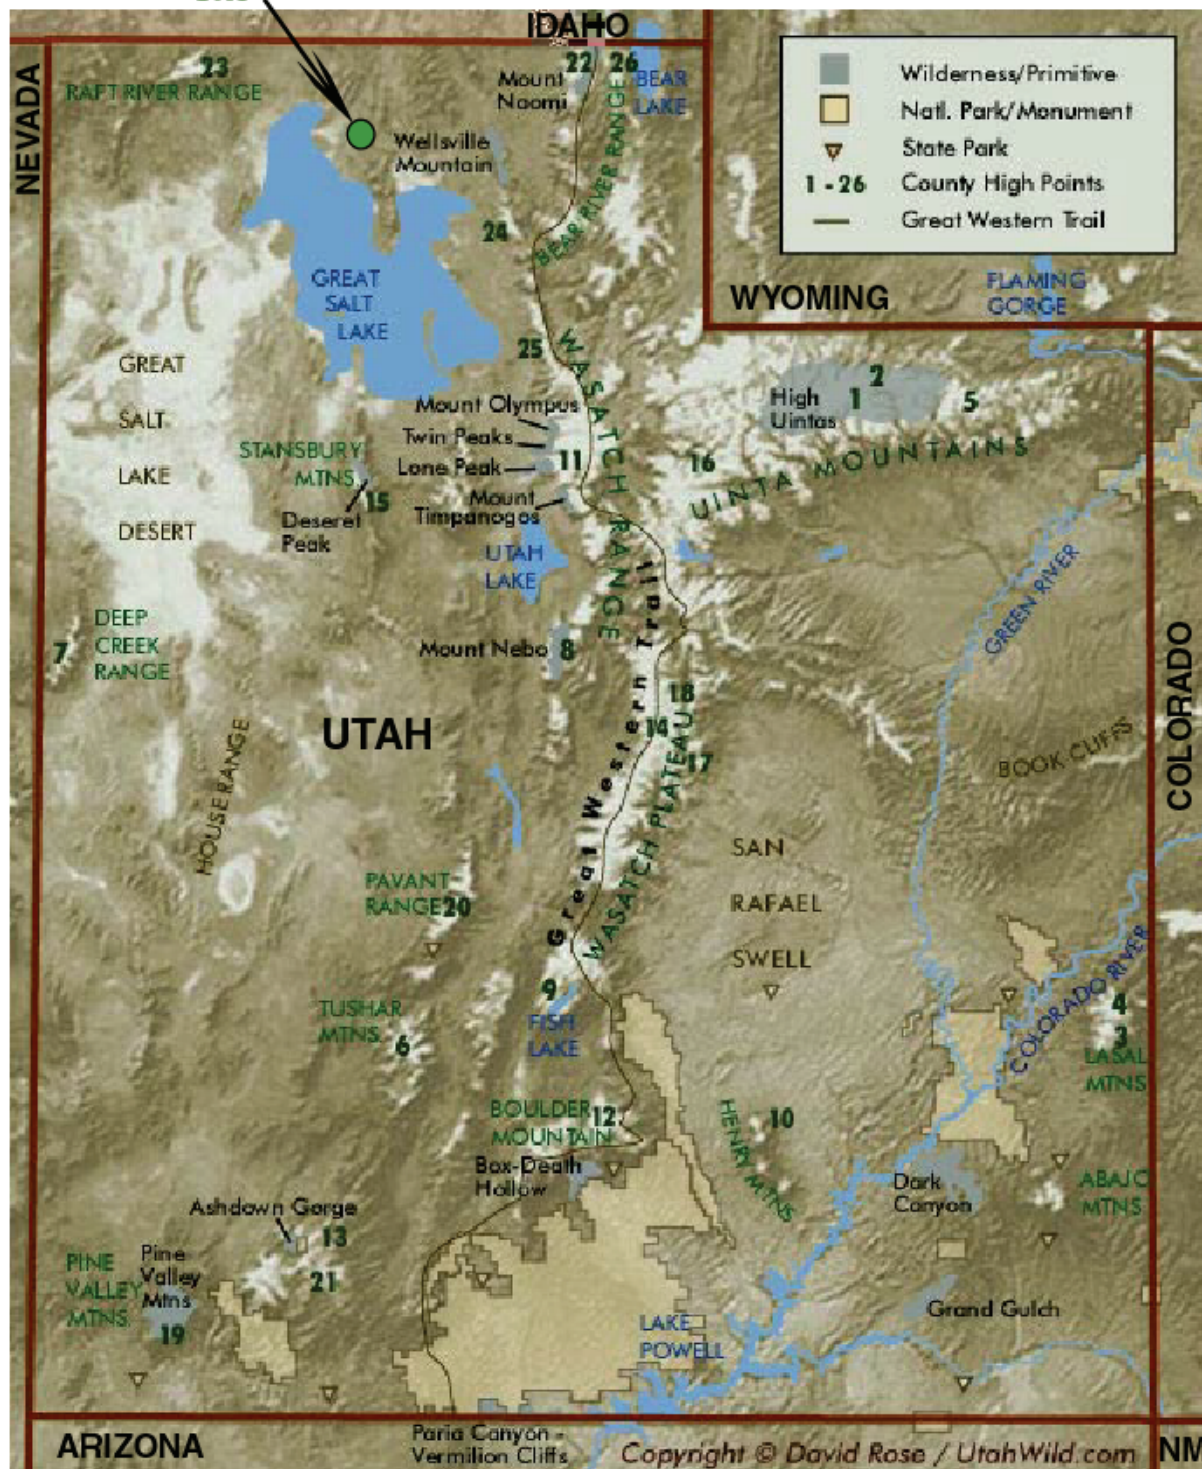 IDAHO
NEVADA
23
RAFT RIVER RANGE
22
26
Mount
Naomi
BEAR
LAKE
Wellsville
Mountain
BEAR RIVER RANGE
24
Wilderness/Primitive
Natl. Park/Monument
State Park
1 - 26 County High Points
Great Western Trail
GREAT
SALT
LAKE
WYOMING
FLAMING
GORGE
25
WASATCH RANGE
GREAT
SALT
LAKE
DESERT
High
Uintas
1
2
5
Mount Olympus
Twin Peaks
Lone Peak
11
16
UINTA MOUNTAINS
STANSBURY
MTNS.
15
Deseret
Peak
Mount
Timpanogos
UTAH
LAKE
GREEN RIVER
DEEP
CREEK
RANGE
7
Mount Nebo
8
Great Western Trail
18
14
17
WASATCH PLATEAU
UTAH
HOUSE RANGE
BOOK CLIFFS
COLORADO
SAN
RAFAEL
SWELL
PAVANT
RANGE
20
9
FISH
LAKE
TUSHAR
MTNS.
6
COLORADO RIVER
4
3
LASAL
MTNS
BOULDER
MOUNTAIN
12
HENRY MTNS
10
Box-Death
Hollow
Dark
Canyon
ABAJO
MTNS
Ashdown Gorge
13
21
PINE
VALLEY
MTNS.
Pine
Valley
Mtns
19
Grand Gulch
LAKE
POWELL
ARIZONA
Paria Canyon -
Vermilion Cliffs
Copyright © David Rose / UtahWild.com
NM